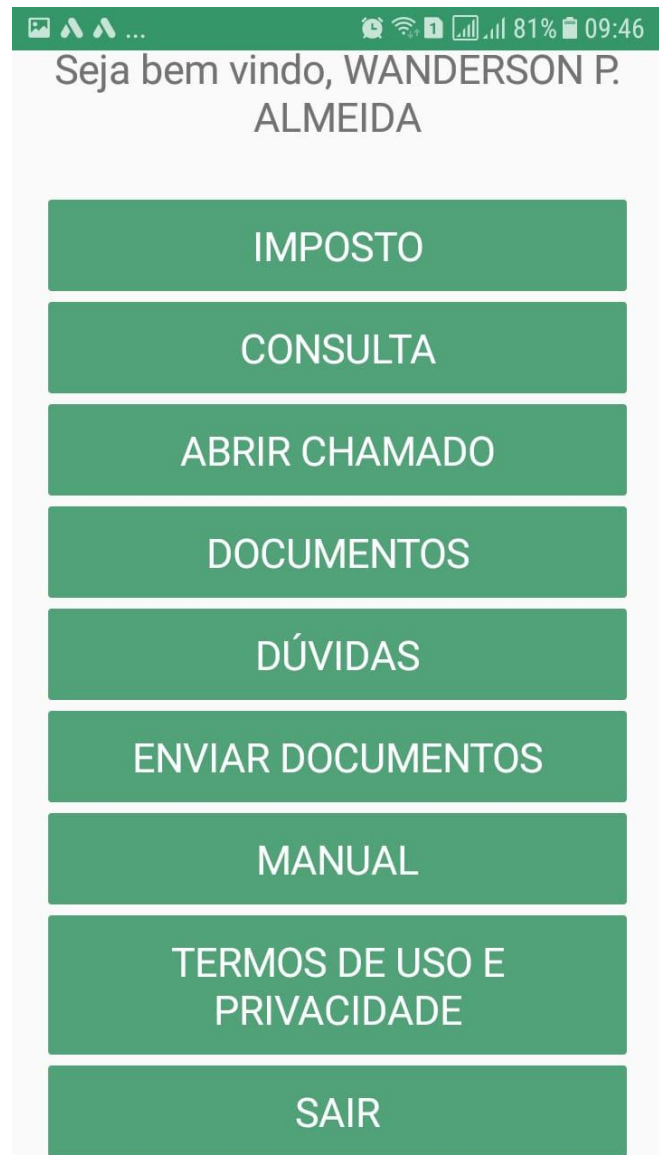 ... 1 81% 09:46
Seja bem vindo, WANDERSON P.
ALMEIDA
IMPOSTO
CONSULTA
ABRIR CHAMADO
DOCUMENTOS
DÚVIDAS
ENVIAR DOCUMENTOS
MANUAL
TERMOS DE USO E
PRIVACIDADE
SAIR